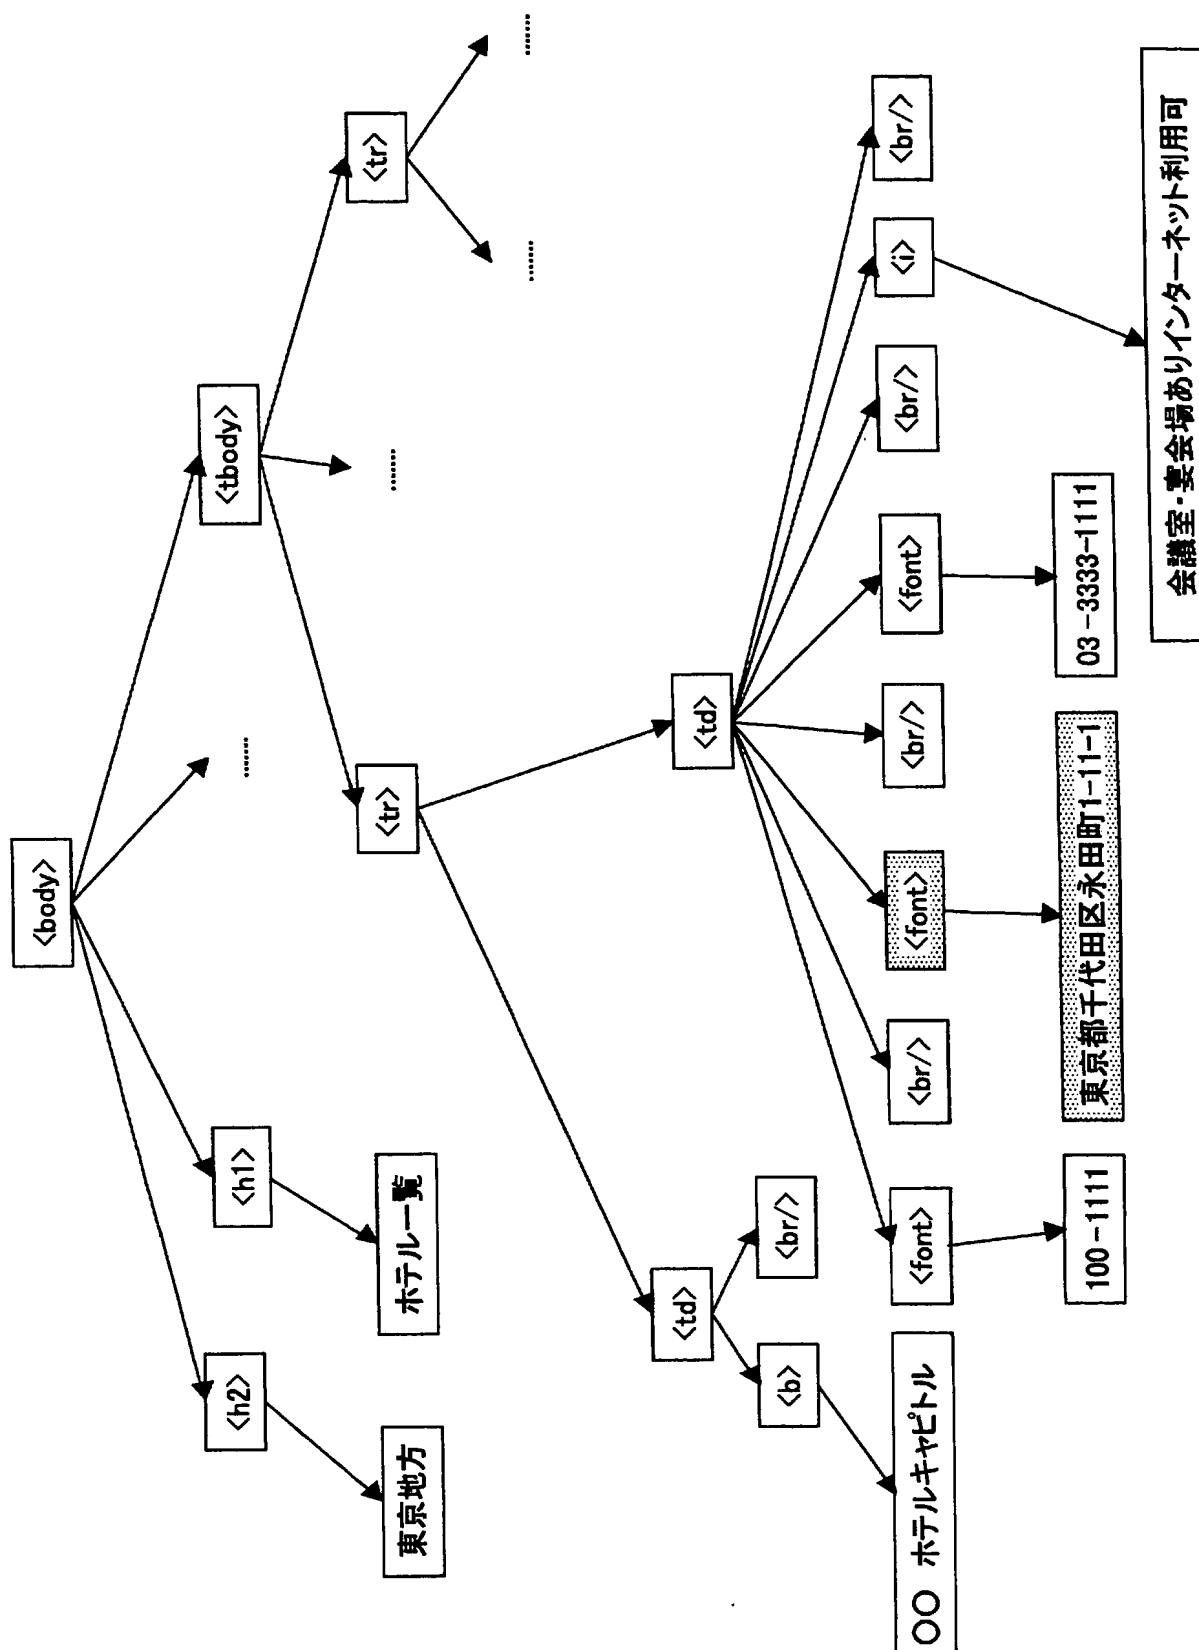 <body>
<h2>
<h1>
.......
<tbody>
東京地方
ホテル一覧
<tr>
.......
<tr>
.......
.......
<td>
<td>
<b>
<br/>
<font>
<br/>
<font>
<br/>
<font>
<br/>
<i>
<br/>
〇〇 ホテルキャピトル
100-1111
東京都千代田区永田町1-11-1
03-3333-1111
会議室・宴会場ありインターネット利用可